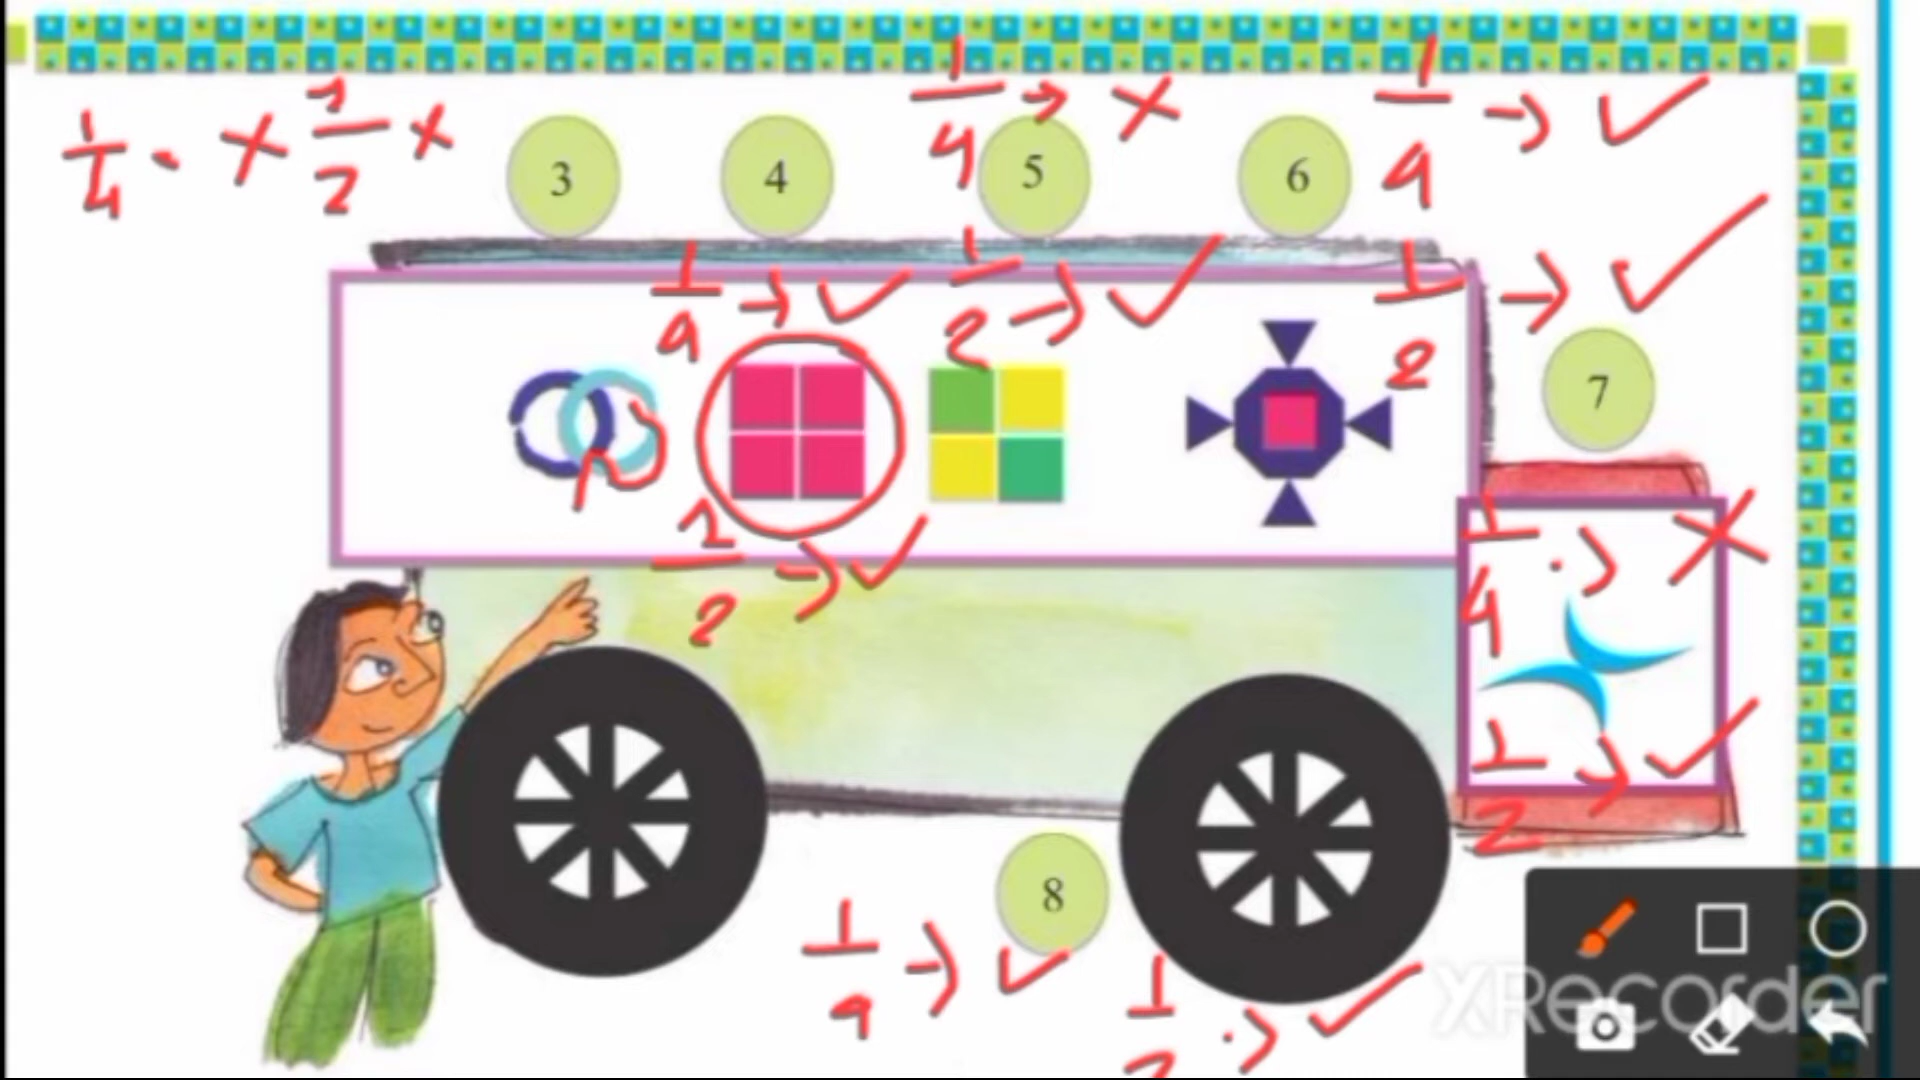 1/4 . × 1/2 ×
1/4 → ×
1/4 → ✓
3
4
5
6
1/4 → ✓
1/2 → ✓
1/2 → ✓
7
1/2 → ✓
1/4 → ×
1/2 → ✓
8
1/4 → ✓
1/2 → ✓
XRecorder